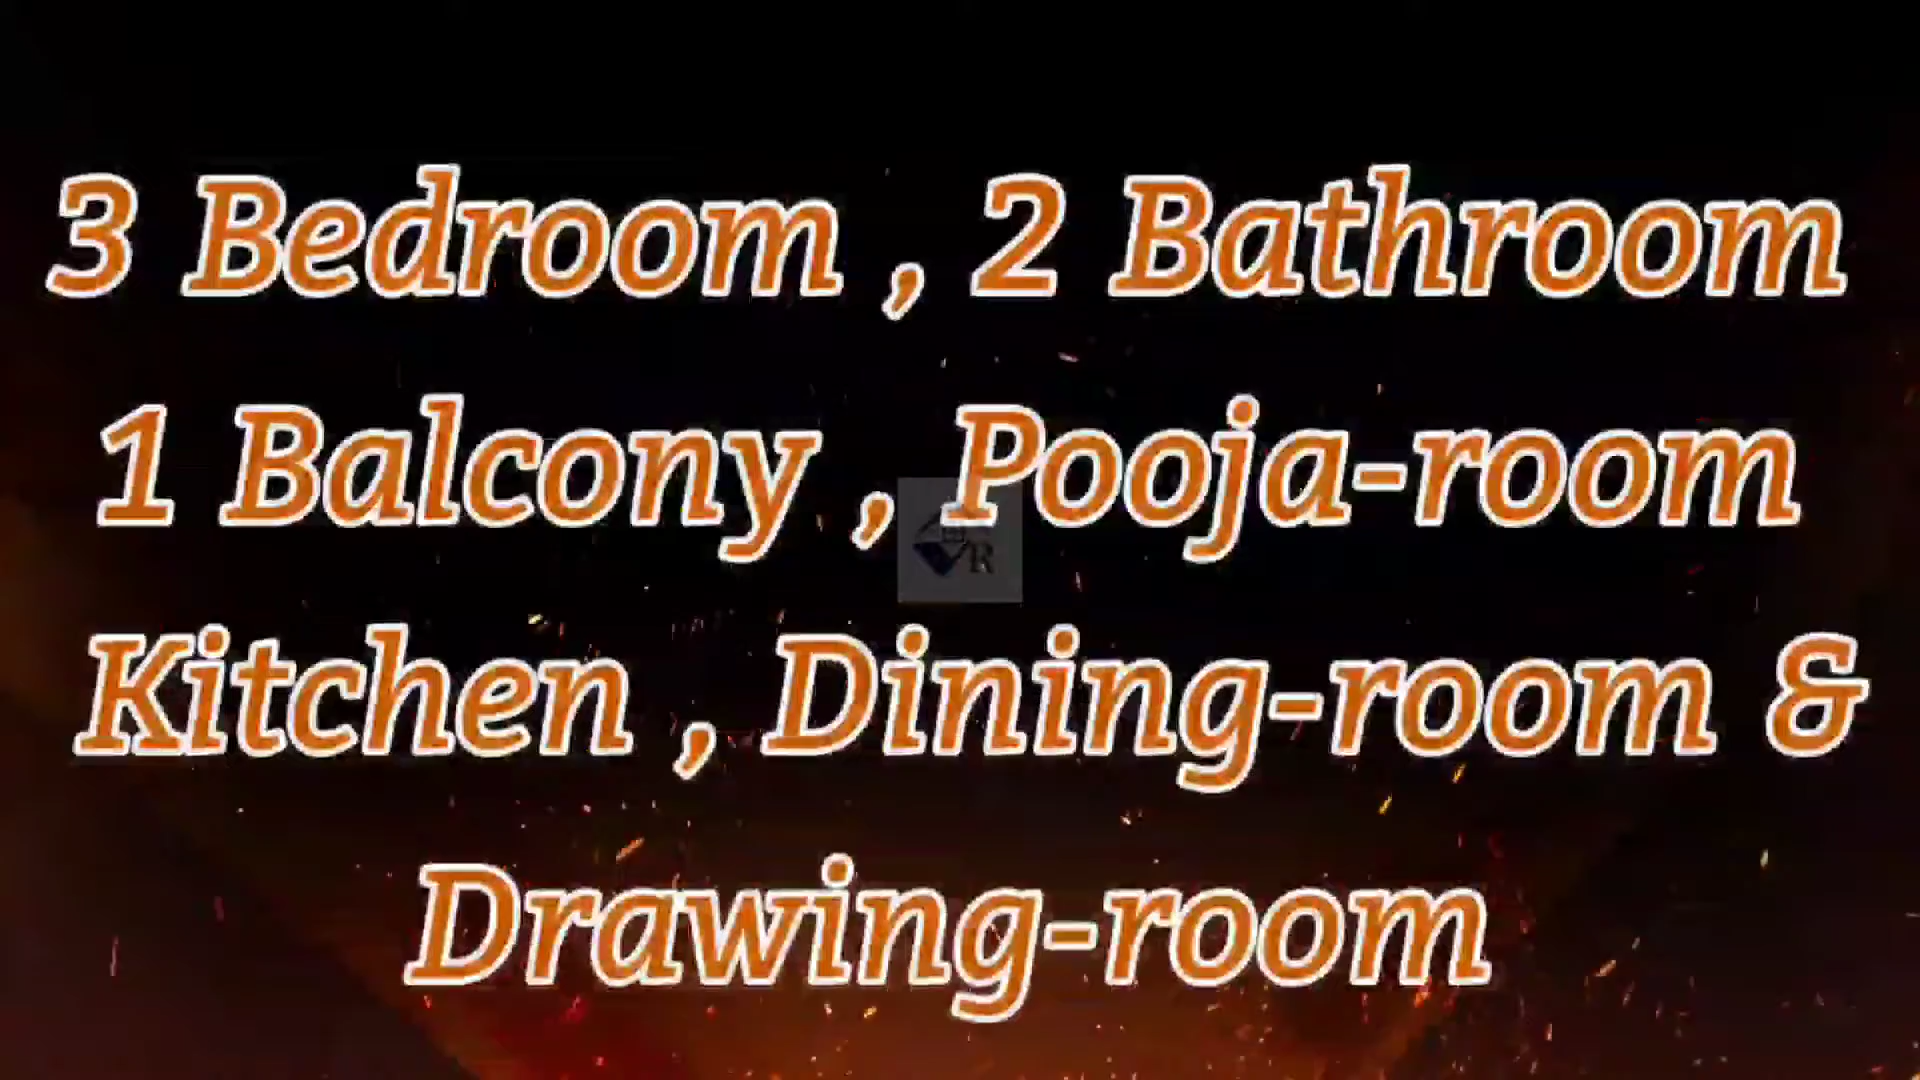 3 Bedroom , 2 Bathroom
1 Balcony , Pooja-room
R
Kitchen , Dining-room &
Drawing-room